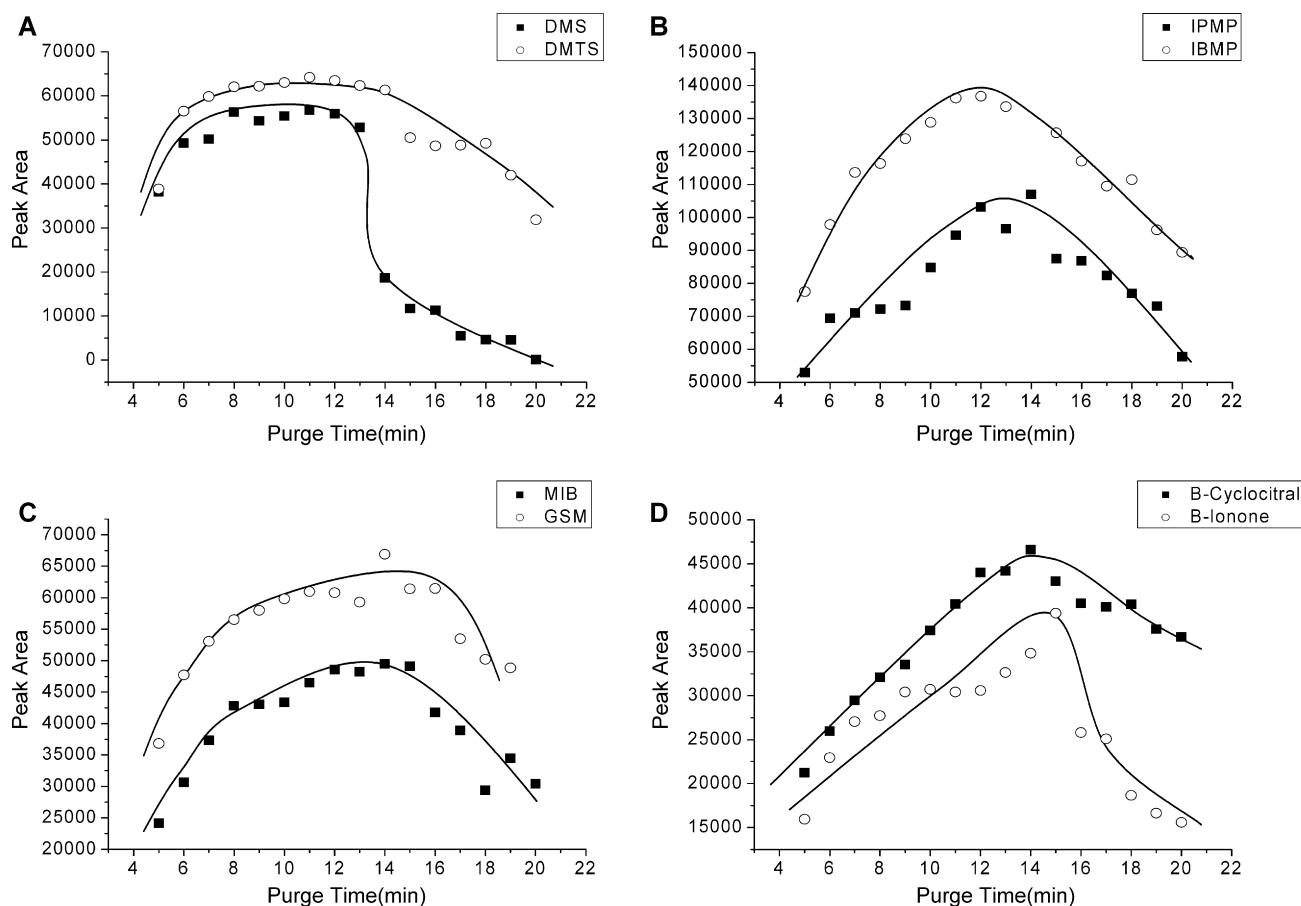 A
DMS
DMTS
70000
60000
50000
40000
30000
20000
10000
0
Peak Area
4 6 8 10 12 14 16 18 20 22
Purge Time(min)
B
IPMP
IBMP
150000
140000
130000
120000
110000
100000
90000
80000
70000
60000
50000
Peak Area
4 6 8 10 12 14 16 18 20 22
Purge Time(min)
C
MIB
GSM
70000
65000
60000
55000
50000
45000
40000
35000
30000
25000
20000
Peak Area
4 6 8 10 12 14 16 18 20 22
Purge Time(min)
D
B-Cyclocitral
B-Ionone
50000
45000
40000
35000
30000
25000
20000
15000
Peak Area
4 6 8 10 12 14 16 18 20 22
Purge Time(min)